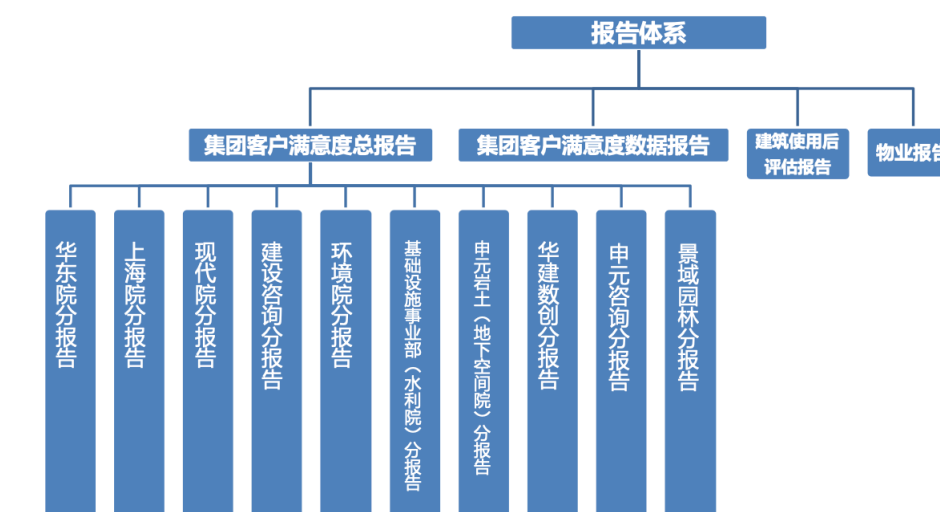 报告体系
集团客户满意度总报告
集团客户满意度数据报告
建筑使用后
评估报告
物业报告
华东院分报告
上海院分报告
现代院分报告
建设咨询分报告
环境院分报告
基础设施事业部（水利院）分报告
申元岩土（地下空间院）分报告
华建数创分报告
申元咨询分报告
景域园林分报告